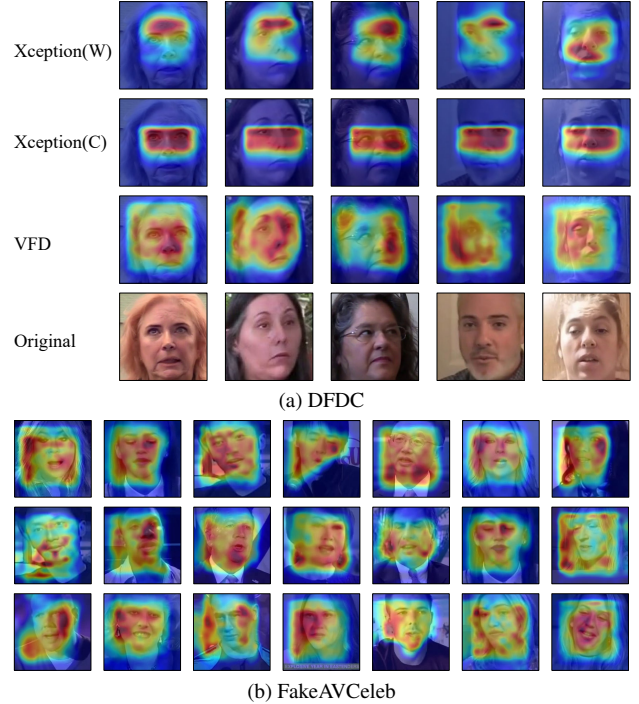 Xception(W)
Xception(C)
VFD
Original
(a) DFDC
(b) FakeAVCeleb